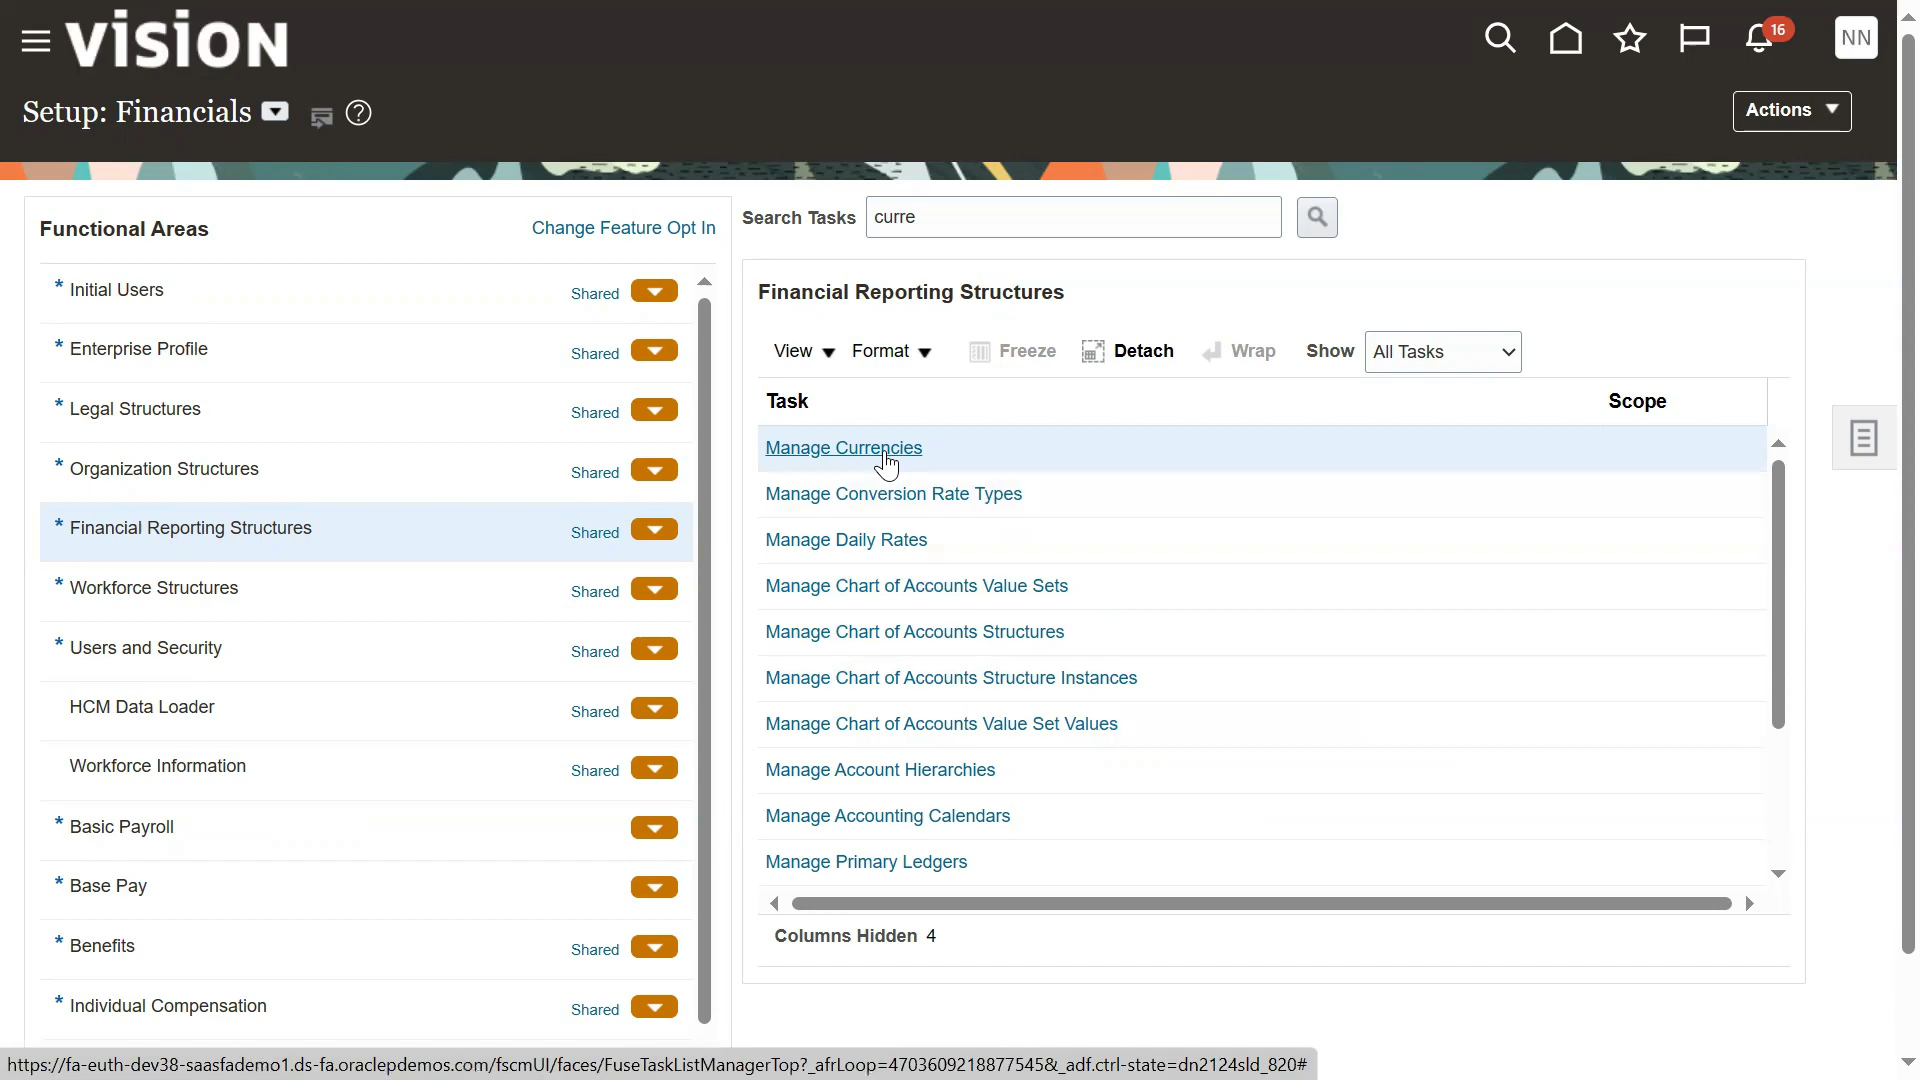 vision
16
NN
Setup: Financials
?
Actions
Functional Areas
Change Feature Opt In
* Initial Users Shared
* Enterprise Profile Shared
* Legal Structures Shared
* Organization Structures Shared
* Financial Reporting Structures Shared
* Workforce Structures Shared
* Users and Security Shared
HCM Data Loader Shared
Workforce Information Shared
* Basic Payroll
* Base Pay
* Benefits Shared
* Individual Compensation Shared
Search Tasks curre
Financial Reporting Structures
View Format Freeze Detach Wrap Show All Tasks
Task Scope
Manage Currencies
Manage Conversion Rate Types
Manage Daily Rates
Manage Chart of Accounts Value Sets
Manage Chart of Accounts Structures
Manage Chart of Accounts Structure Instances
Manage Chart of Accounts Value Set Values
Manage Account Hierarchies
Manage Accounting Calendars
Manage Primary Ledgers
Columns Hidden 4
https://fa-euth-dev38-saasfademo1.ds-fa.oraclepdemos.com/fscmUI/faces/FuseTaskListManagerTop?_afrLoop=47036092188775458&_adf.ctrl-state=dn2124sld_820#